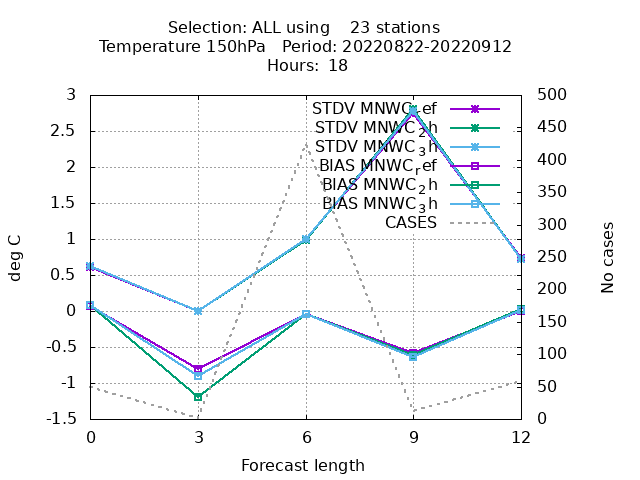 Selection: ALL using 23 stations
Temperature 150hPa Period: 20220822-20220912
Hours: 18
3
2.5
2
1.5
1
0.5
0
-0.5
-1
-1.5
deg C
500
450
400
350
300
250
200
150
100
50
0
No cases
STDV MNWC_ref
STDV MNWC_2h
STDV MNWC_3h
BIAS MNWC_ref
BIAS MNWC_2h
BIAS MNWC_3h
CASES
0 3 6 9 12
Forecast length